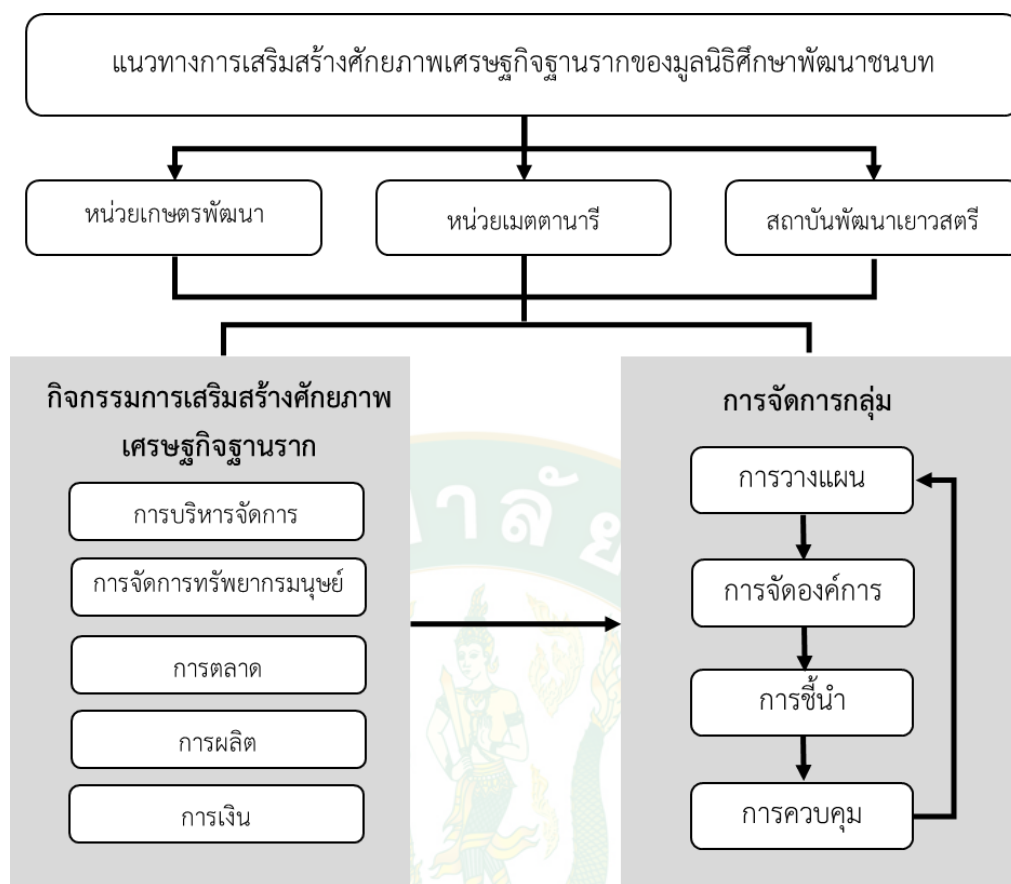 แนวทางการเสริมสร้างศักยภาพเศรษฐกิจฐานรากของมูลนิธิศึกษาพัฒนาชนบท
หน่วยเกษตรพัฒนา
หน่วยเมตตานารี
สถาบันพัฒนาเยาวสตรี
กิจกรรมการเสริมสร้างศักยภาพ
เศรษฐกิจฐานราก
การบริหารจัดการ
การจัดการทรัพยากรมนุษย์
การตลาด
การผลิต
การเงิน
การจัดการกลุ่ม
การวางแผน
การจัดองค์การ
การชี้นำ
การควบคุม